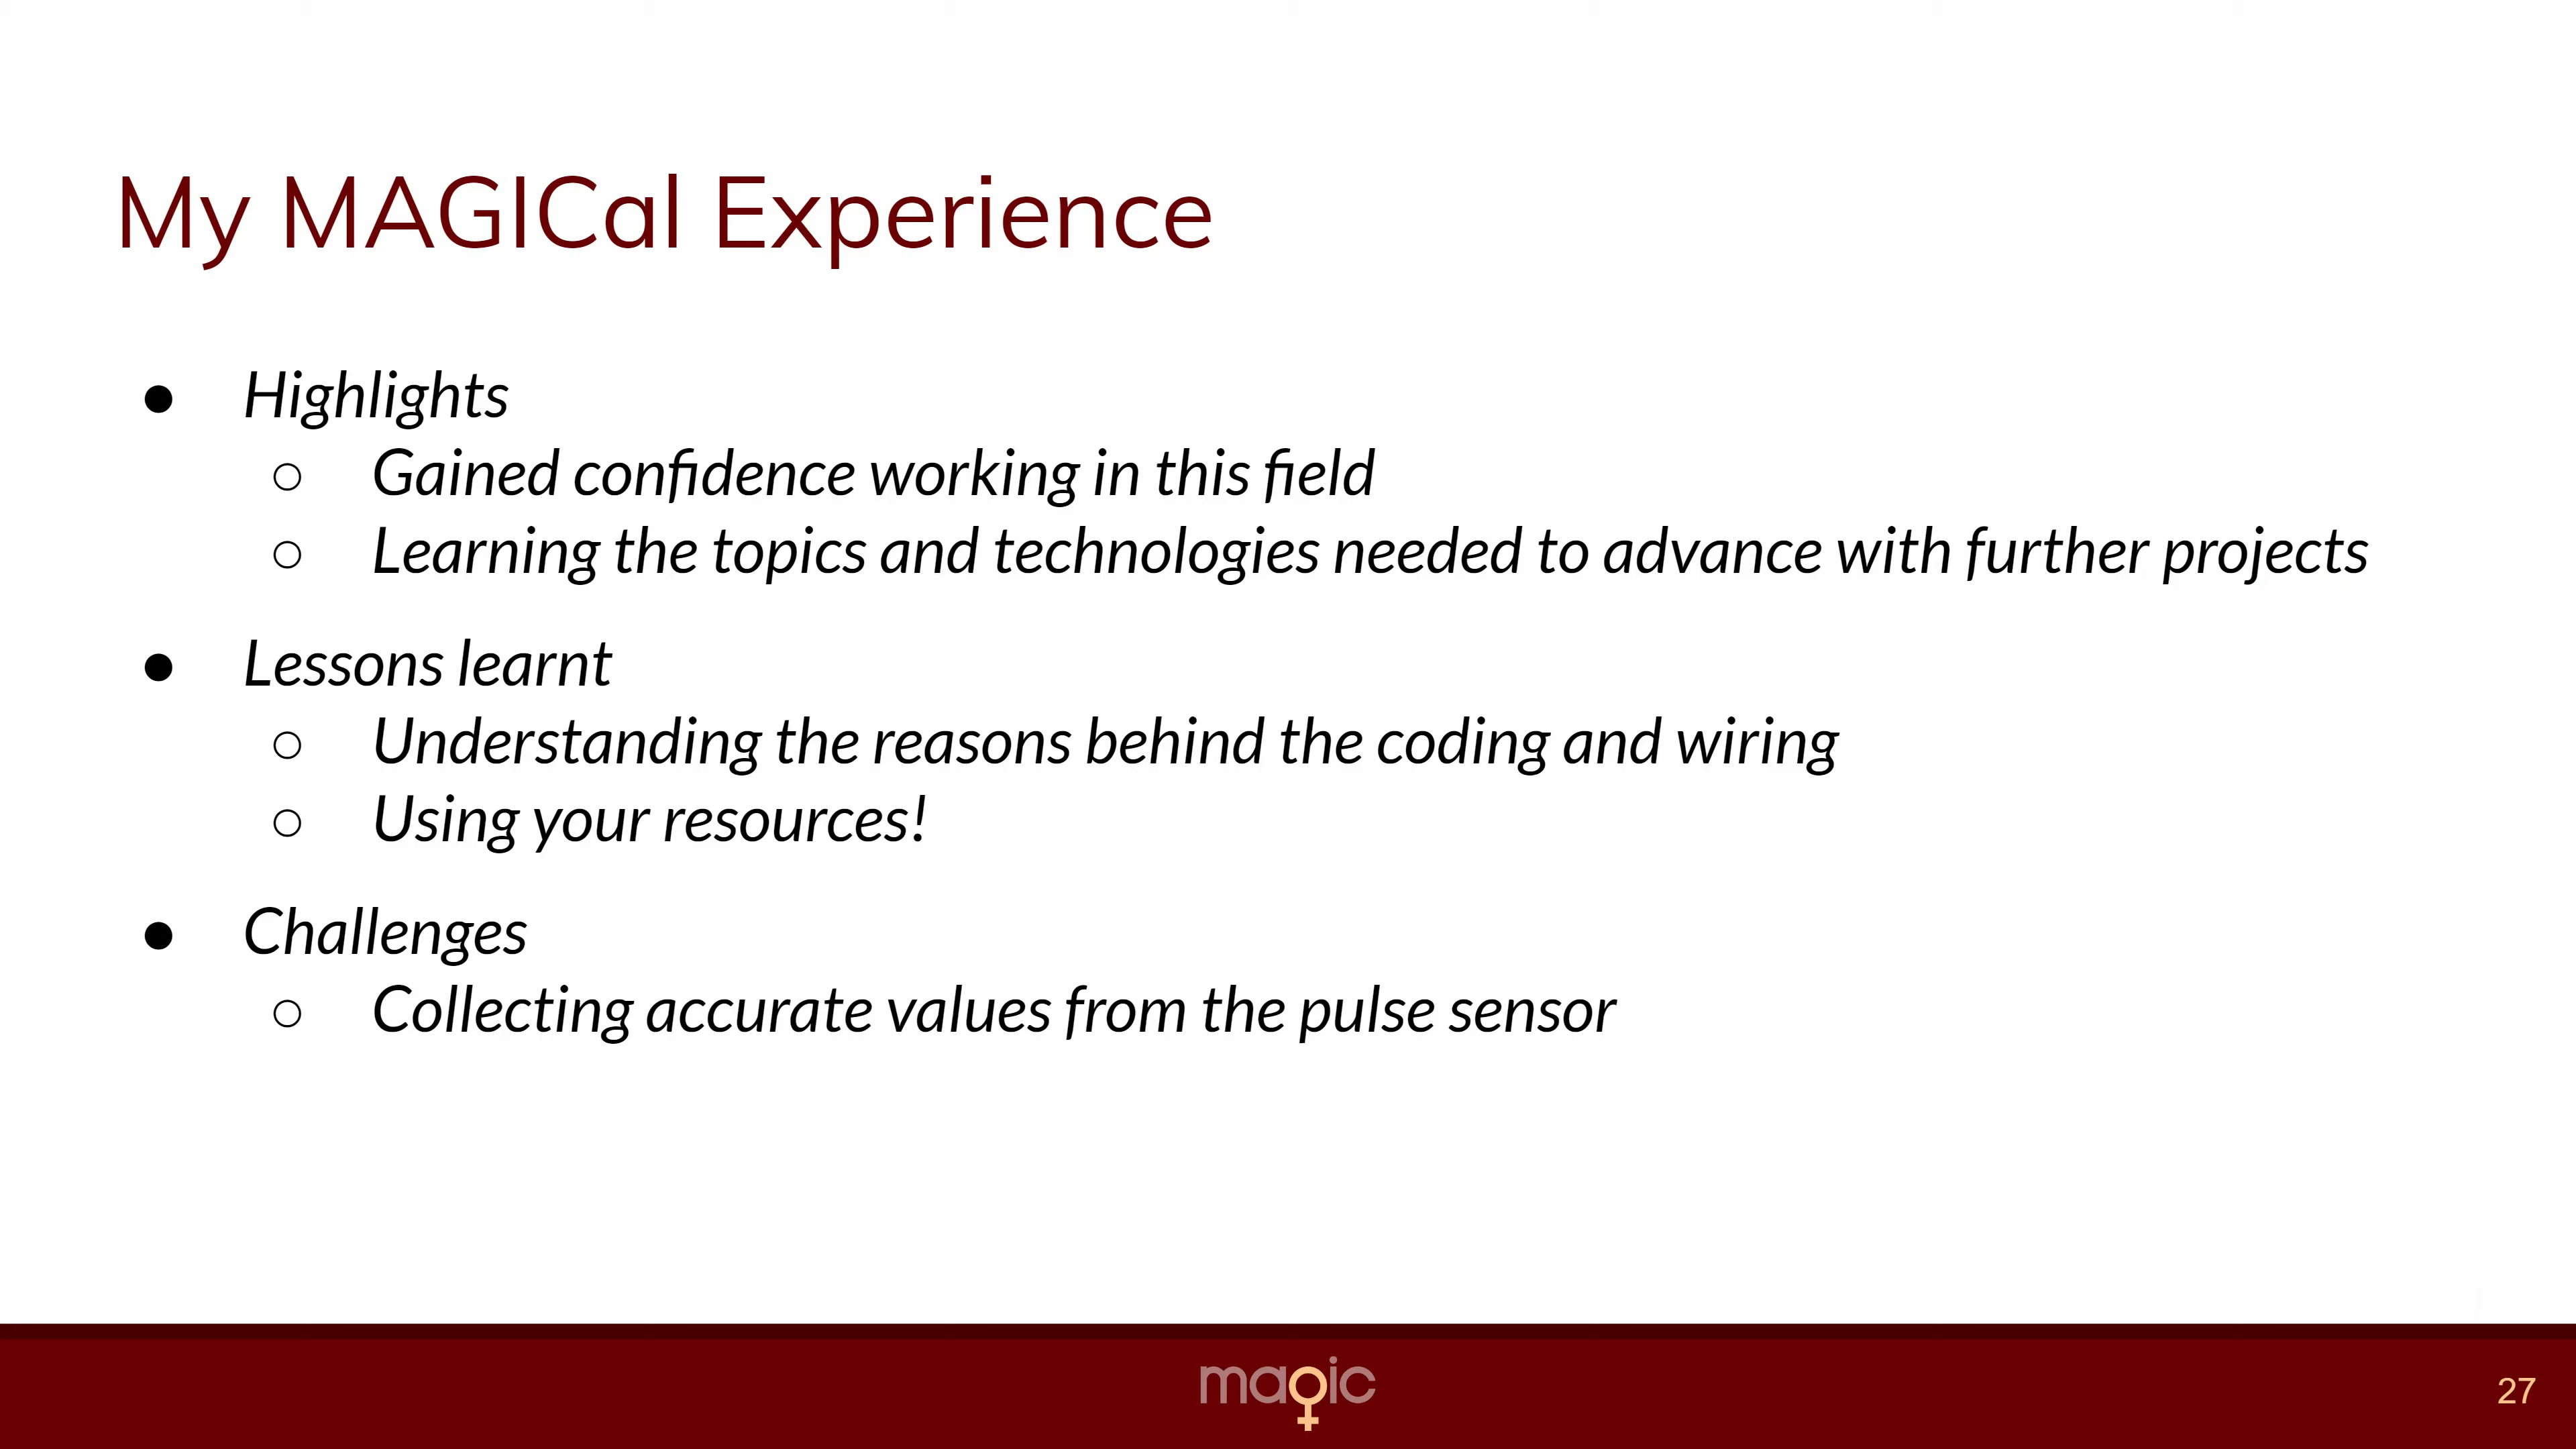 My MAGICal Experience
● Highlights
○ Gained confidence working in this field
○ Learning the topics and technologies needed to advance with further projects
● Lessons learnt
○ Understanding the reasons behind the coding and wiring
○ Using your resources!
● Challenges
○ Collecting accurate values from the pulse sensor
magic
27